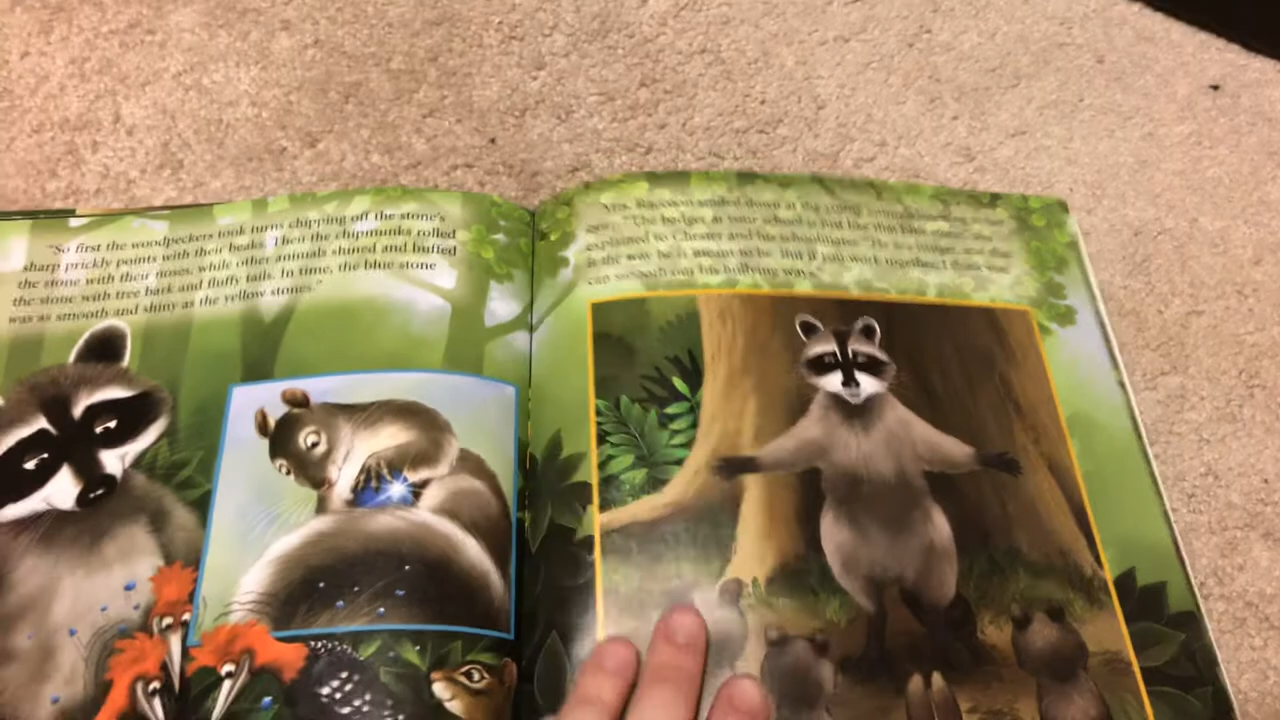 "So first the woodpeckers took turns chipping off the stone's
sharp prickly points with their beaks. Then the chipmunks rolled
the stone with their noses, while other animals shined and buffed
the stone with tree bark and fluffy tails. In time, the blue stone
was as smooth and shiny as the yellow stones."
Yes, Raccoon smiled down at the young
"The badger at your school is just like that blue
explained to Chester and his schoolmates.
is the way he is meant to be. But if you work together, I think you
can smooth out his bullying ways